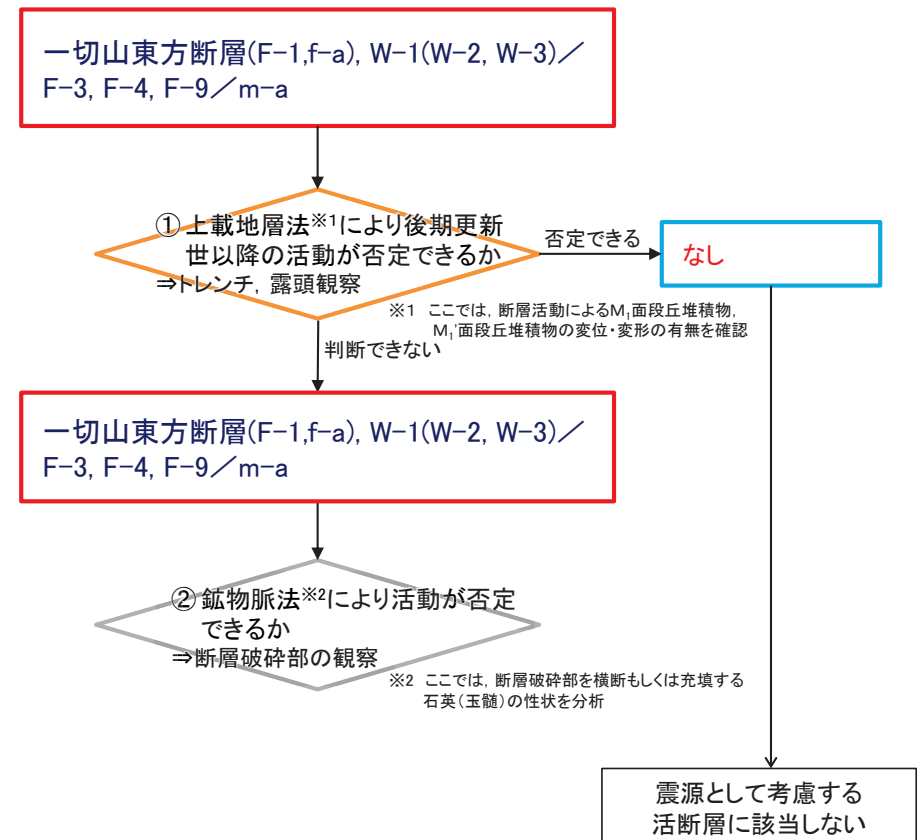 一切山東方断層(F-1,f-a), W-1(W-2, W-3)／
F-3, F-4, F-9／m-a
① 上載地層法※1により後期更新
世以降の活動が否定できるか
⇒トレンチ, 露頭観察
否定できる
なし
※1 ここでは, 断層活動によるM1面段丘堆積物,
M1'面段丘堆積物の変位・変形の有無を確認
判断できない
一切山東方断層(F-1,f-a), W-1(W-2, W-3)／
F-3, F-4, F-9／m-a
② 鉱物脈法※2により活動が否定
できるか
⇒断層破砕部の観察
※2 ここでは, 断層破砕部を横断もしくは充填する
石英(玉髄)の性状を分析
震源として考慮する
活断層に該当しない